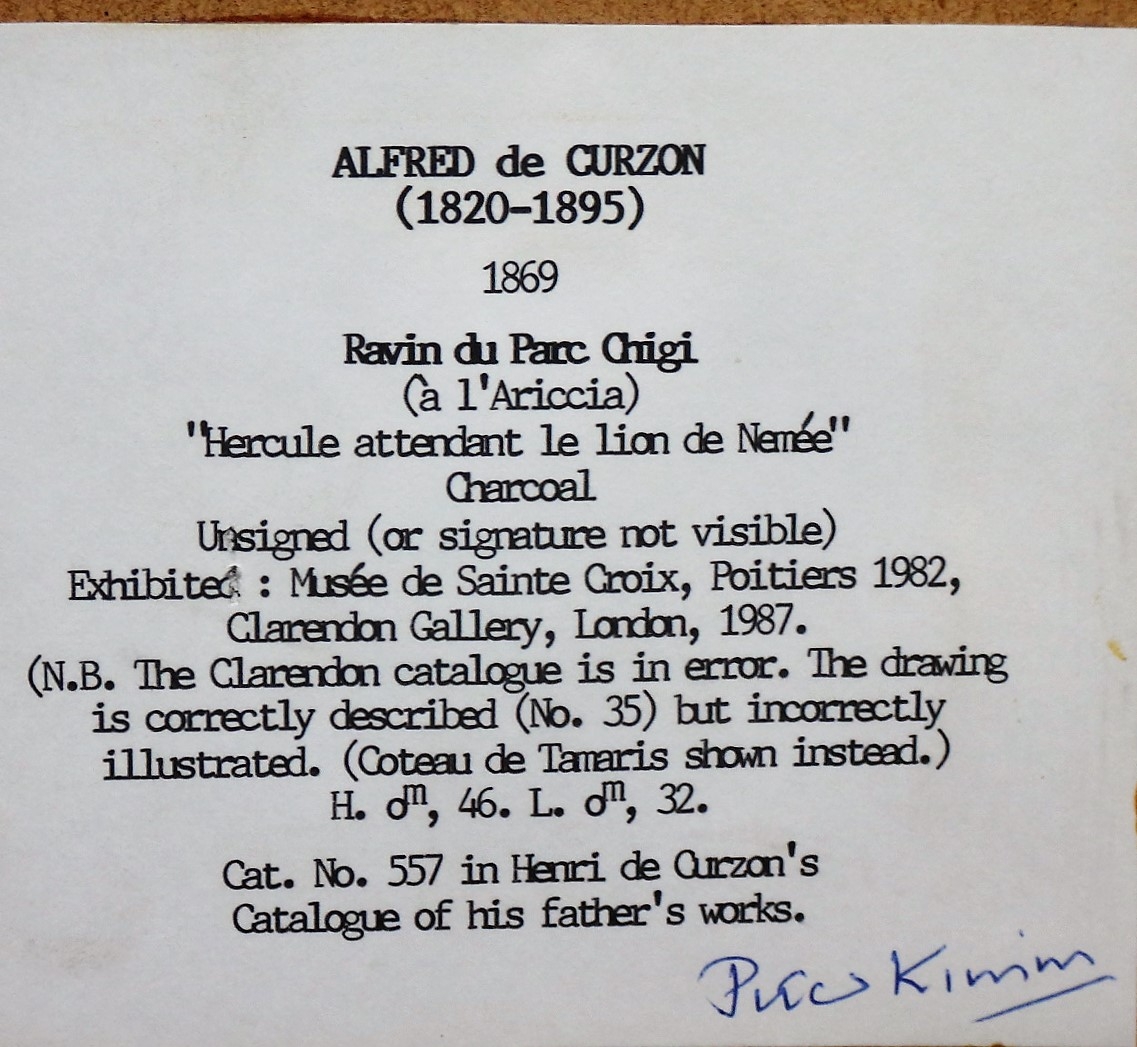 ALFRED de CURZON
(1820-1895)
1869
Ravin du Parc Chigi
(à l'Ariccia)
"Hercule attendant le lion de Nemée"
Charcoal
Unsigned (or signature not visible)
Exhibited : Musée de Sainte Croix, Poitiers 1982,
Clarendon Gallery, London, 1987.
(N.B. The Clarendon catalogue is in error. The drawing
is correctly described (No. 35) but incorrectly
illustrated. (Coteau de Tamaris shown instead.)
H. oᵐ, 46. L. oᵐ, 32.
Cat. No. 557 in Henri de Curzon's
Catalogue of his father's works.